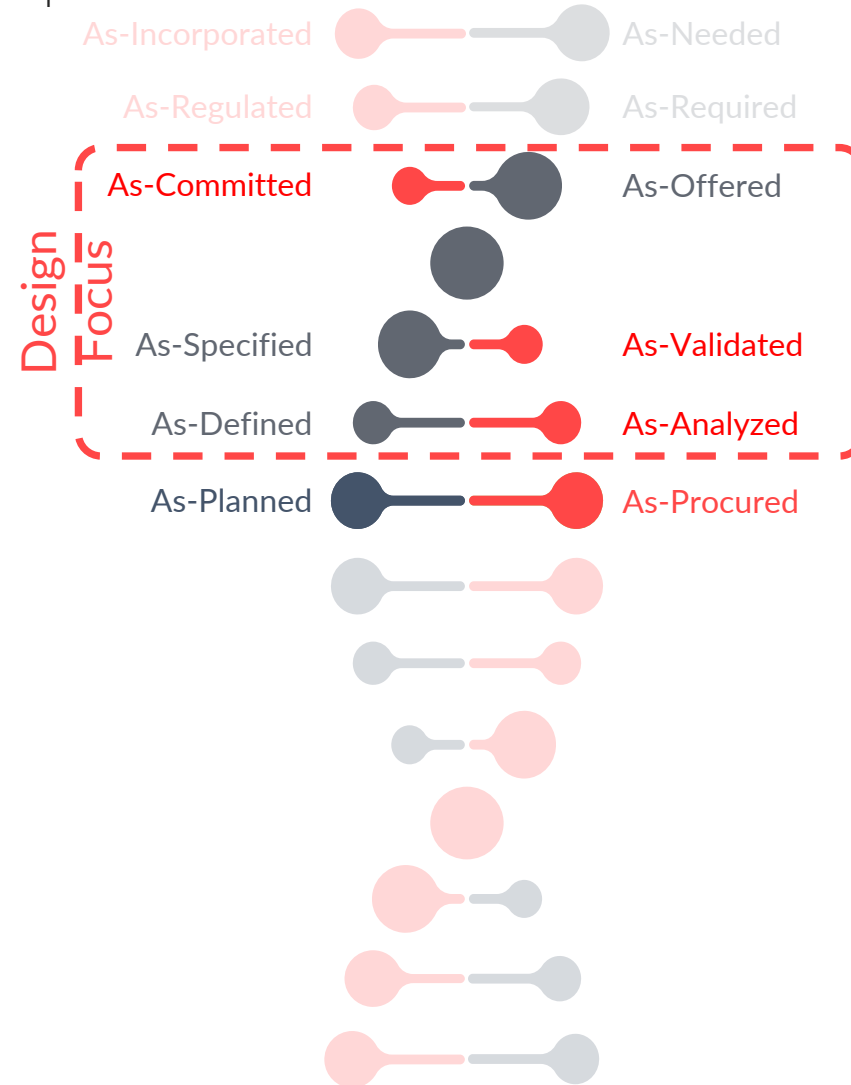 As-Incorporated As-Needed
As-Regulated As-Required
As-Committed As-Offered
Design
Focus
As-Specified As-Validated
As-Defined As-Analyzed
As-Planned As-Procured